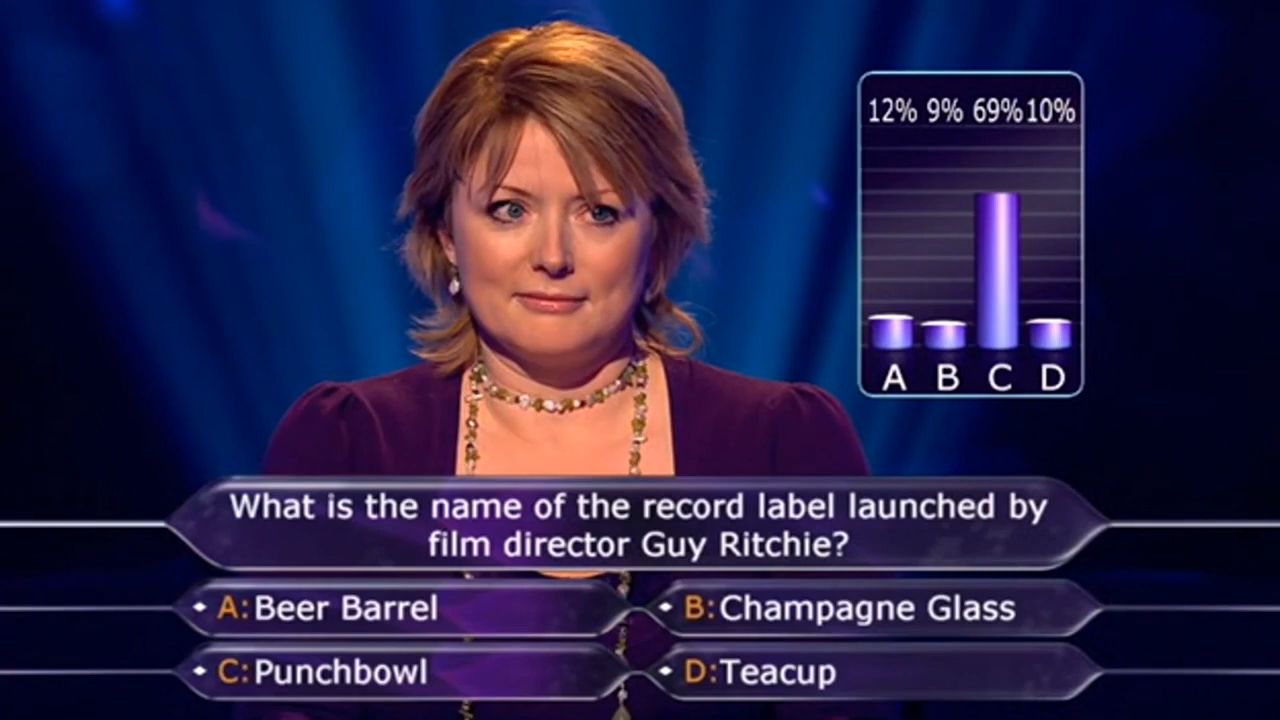 12% 9% 69% 10%
A B C D
What is the name of the record label launched by
film director Guy Ritchie?
A: Beer Barrel
B: Champagne Glass
C: Punchbowl
D: Teacup